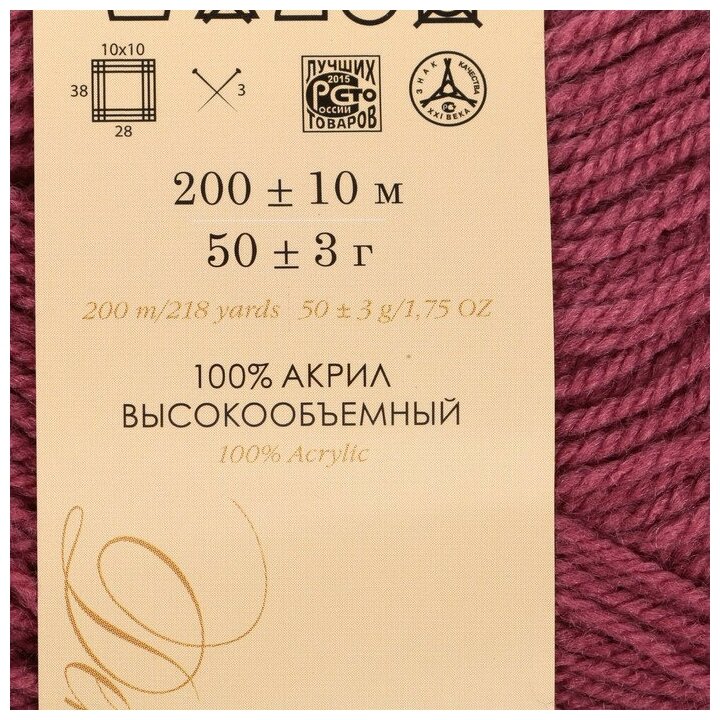 10x10
38
28
3
ЛУЧШИХ
2015
РОССИИ
СТО
ТОВАРОВ
ЗНАК КАЧЕСТВА
XXI ВЕКА
200 ± 10 м
50 ± 3 г
200 m/218 yards 50 ± 3 g/1,75 OZ
100% АКРИЛ
ВЫСОКООБЪЕМНЫЙ
100% Acrylic